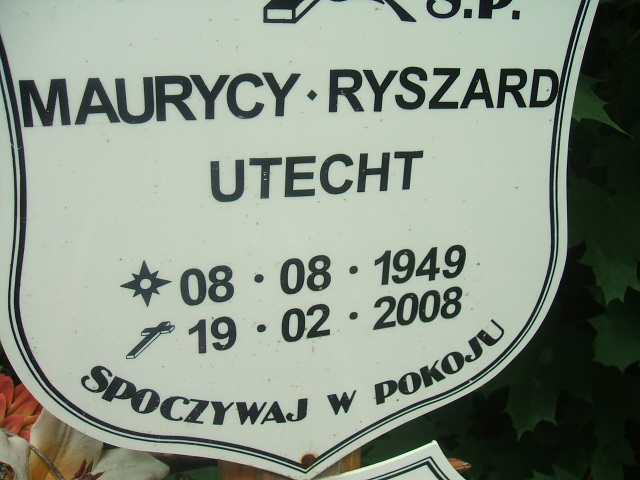 Ś.P.
MAURYCY · RYSZARD
UTECHT
08 · 08 · 1949
19 · 02 · 2008
SPOCZYWAJ W POKOJU